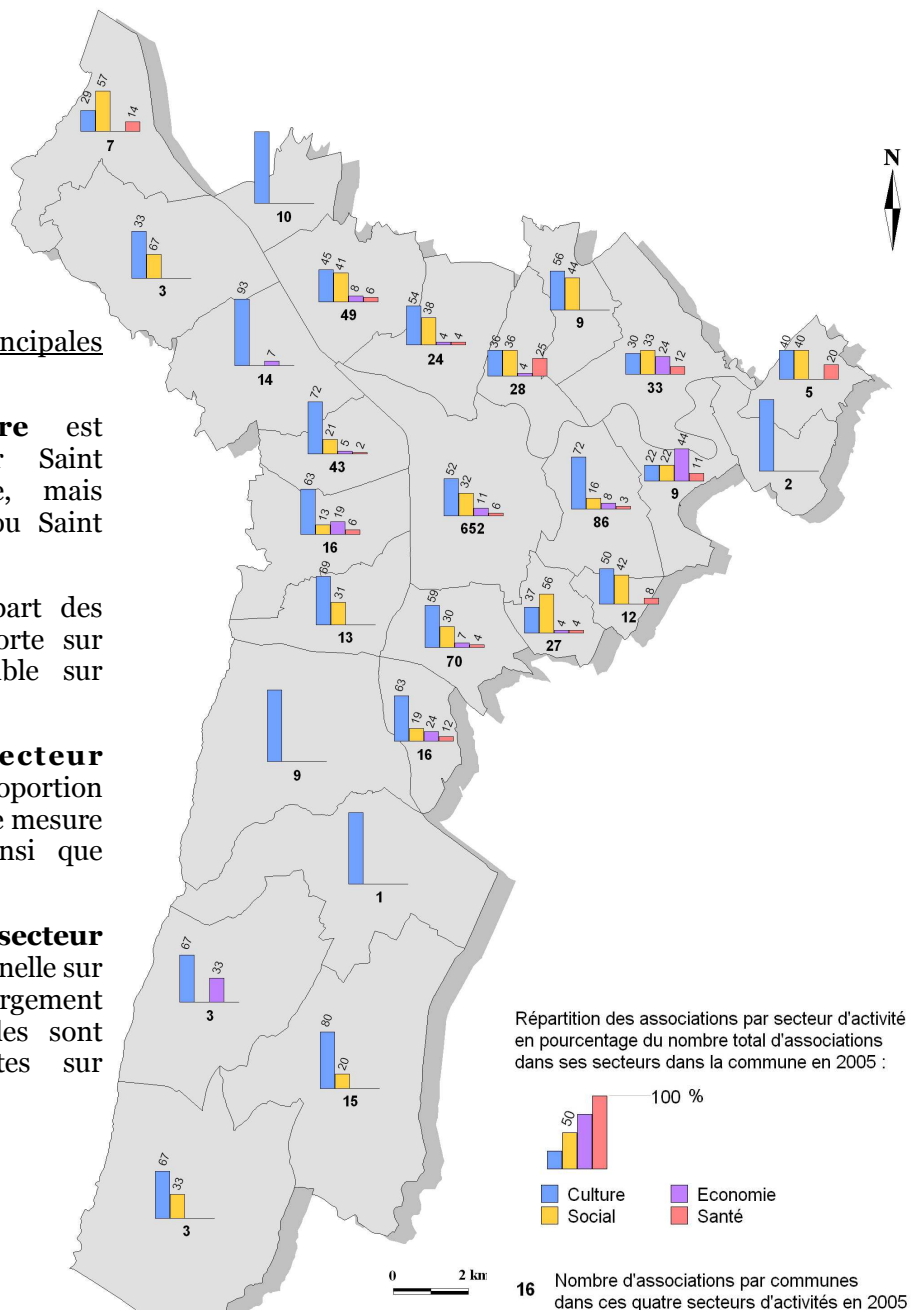 ncipales
re est
r Saint
e, mais
ou Saint
part des
orte sur
ible sur
ecteur
oportion
e mesure
nsi que
secteur
nelle sur
rgement
les sont
tes sur
N
29 57 14
7
10
33 67
3
45 41 8 6
49
54 38 4 4
24
56 44
9
93 7
14
36 36 4 25
28
30 33 24 12
33
40 40 20
5
2
72 21 5 2
43
22 22 44 11
9
52 32 11 6
652
72 16 8 3
86
63 13 19 6
16
69 31
13
50 42 8
12
37 56 4 4
27
59 30 7 4
70
63 19 24 12
16
9
1
67 33
3
80 20
15
67 33
3
Répartition des associations par secteur d'activité
en pourcentage du nombre total d'associations
dans ses secteurs dans la commune en 2005 :
50
100 %
Culture
Economie
Social
Santé
0 2 km
16 Nombre d'associations par communes
dans ces quatre secteurs d'activités en 2005